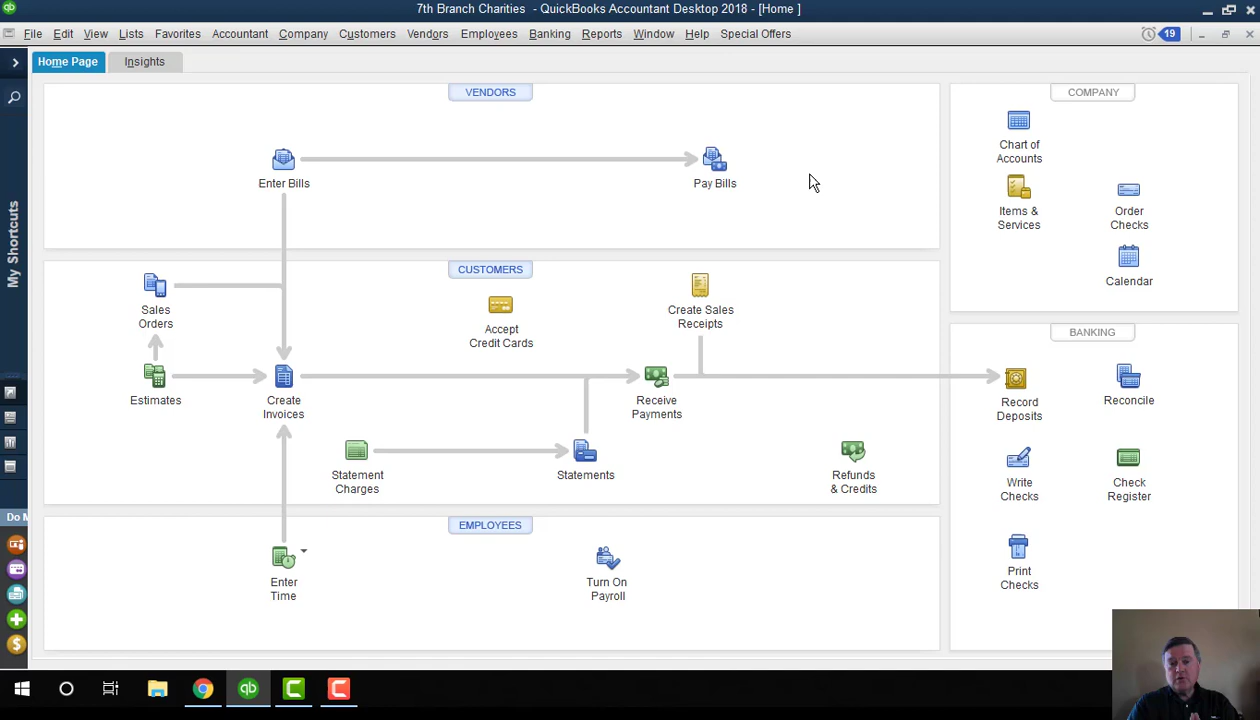 7th Branch Charities - QuickBooks Accountant Desktop 2018 - [Home ]
File Edit View Lists Favorites Accountant Company Customers Vendors Employees Banking Reports Window Help Special Offers
19
Home Page Insights
VENDORS
Enter Bills
Pay Bills
CUSTOMERS
Sales
Orders
Accept
Credit Cards
Create Sales
Receipts
Estimates
Create
Invoices
Receive
Payments
Statement
Charges
Statements
Refunds
& Credits
EMPLOYEES
Enter
Time
Turn On
Payroll
COMPANY
Chart of
Accounts
Items &
Services
Order
Checks
Calendar
BANKING
Record
Deposits
Reconcile
Write
Checks
Check
Register
Print
Checks
My Shortcuts
Do M
qb